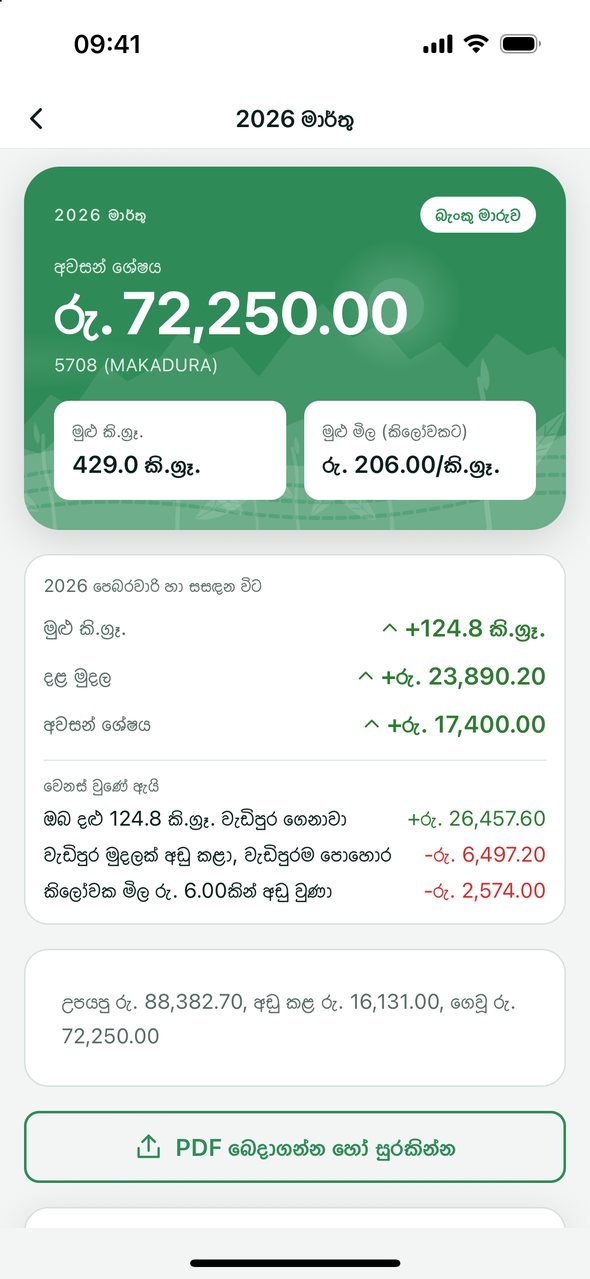 09:41
2026 මාර්තු
2026 මාර්තු
බැංකු මාරුව
අවසන් ශේෂය
රු. 72,250.00
5708 (MAKADURA)
මුළු කි.ග්‍රෑ.
429.0 කි.ග්‍රෑ.
මුළු මිල (කිලෝවකට)
රු. 206.00/කි.ග්‍රෑ.
2026 පෙබරවාරි හා සසඳන විට
මුළු කි.ග්‍රෑ. +124.8 කි.ග්‍රෑ.
දළ මුදල +රු. 23,890.20
අවසන් ශේෂය +රු. 17,400.00
වෙනස් වුණේ ඇයි
ඔබ දළු 124.8 කි.ග්‍රෑ. වැඩිපුර ගෙනාවා +රු. 26,457.60
වැඩිපුර මුදලක් අඩු කළා, වැඩිපුරම පොහොර -රු. 6,497.20
කිලෝවක මිල රු. 6.00කින් අඩු වුණා -රු. 2,574.00
උපයපු රු. 88,382.70, අඩු කළ රු. 16,131.00, ගෙවූ රු.
72,250.00
PDF බෙදාගන්න හෝ සුරකින්න